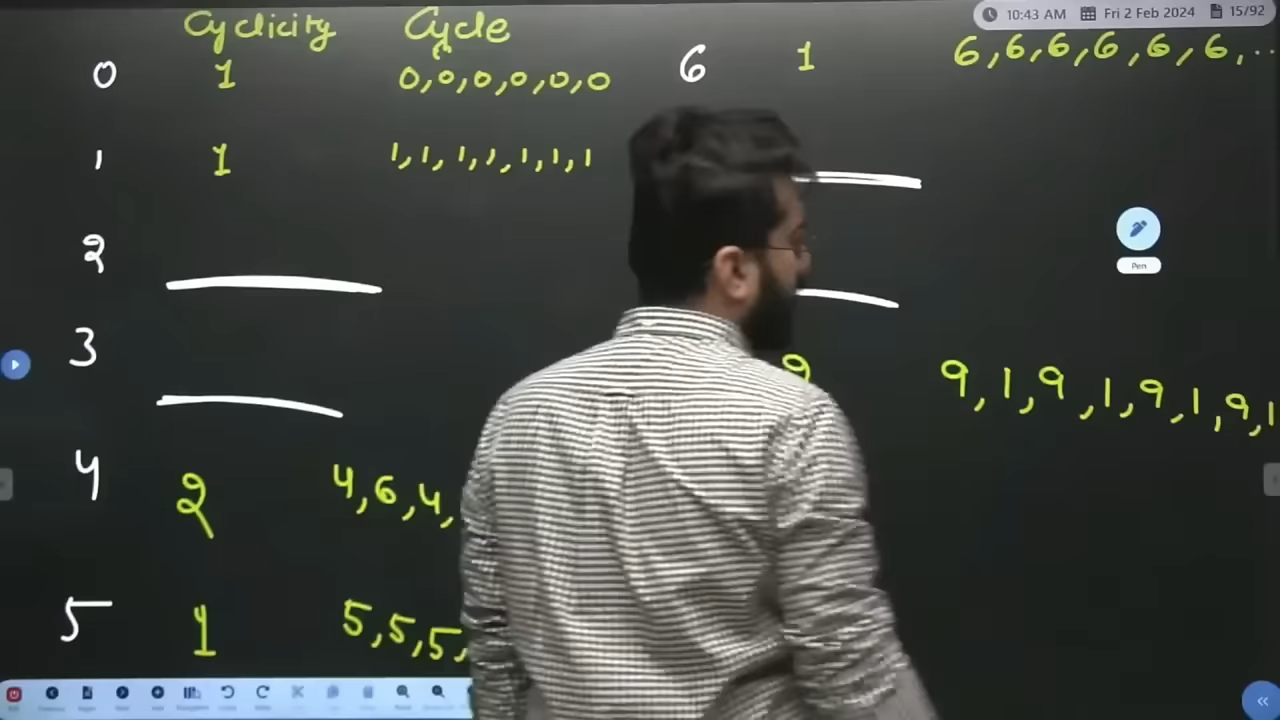 10:43 AM Fri 2 Feb 2024 15/92
Cyclicity Cycle
0 1 0,0,0,0,0,0
6 1 6,6,6,6,6,6,..
1 1 1,1,1,1,1,1,1
2
Pen
3
2 9,1,9,1,9,1,9,1
4 2 4,6,4,
5 1 5,5,5,